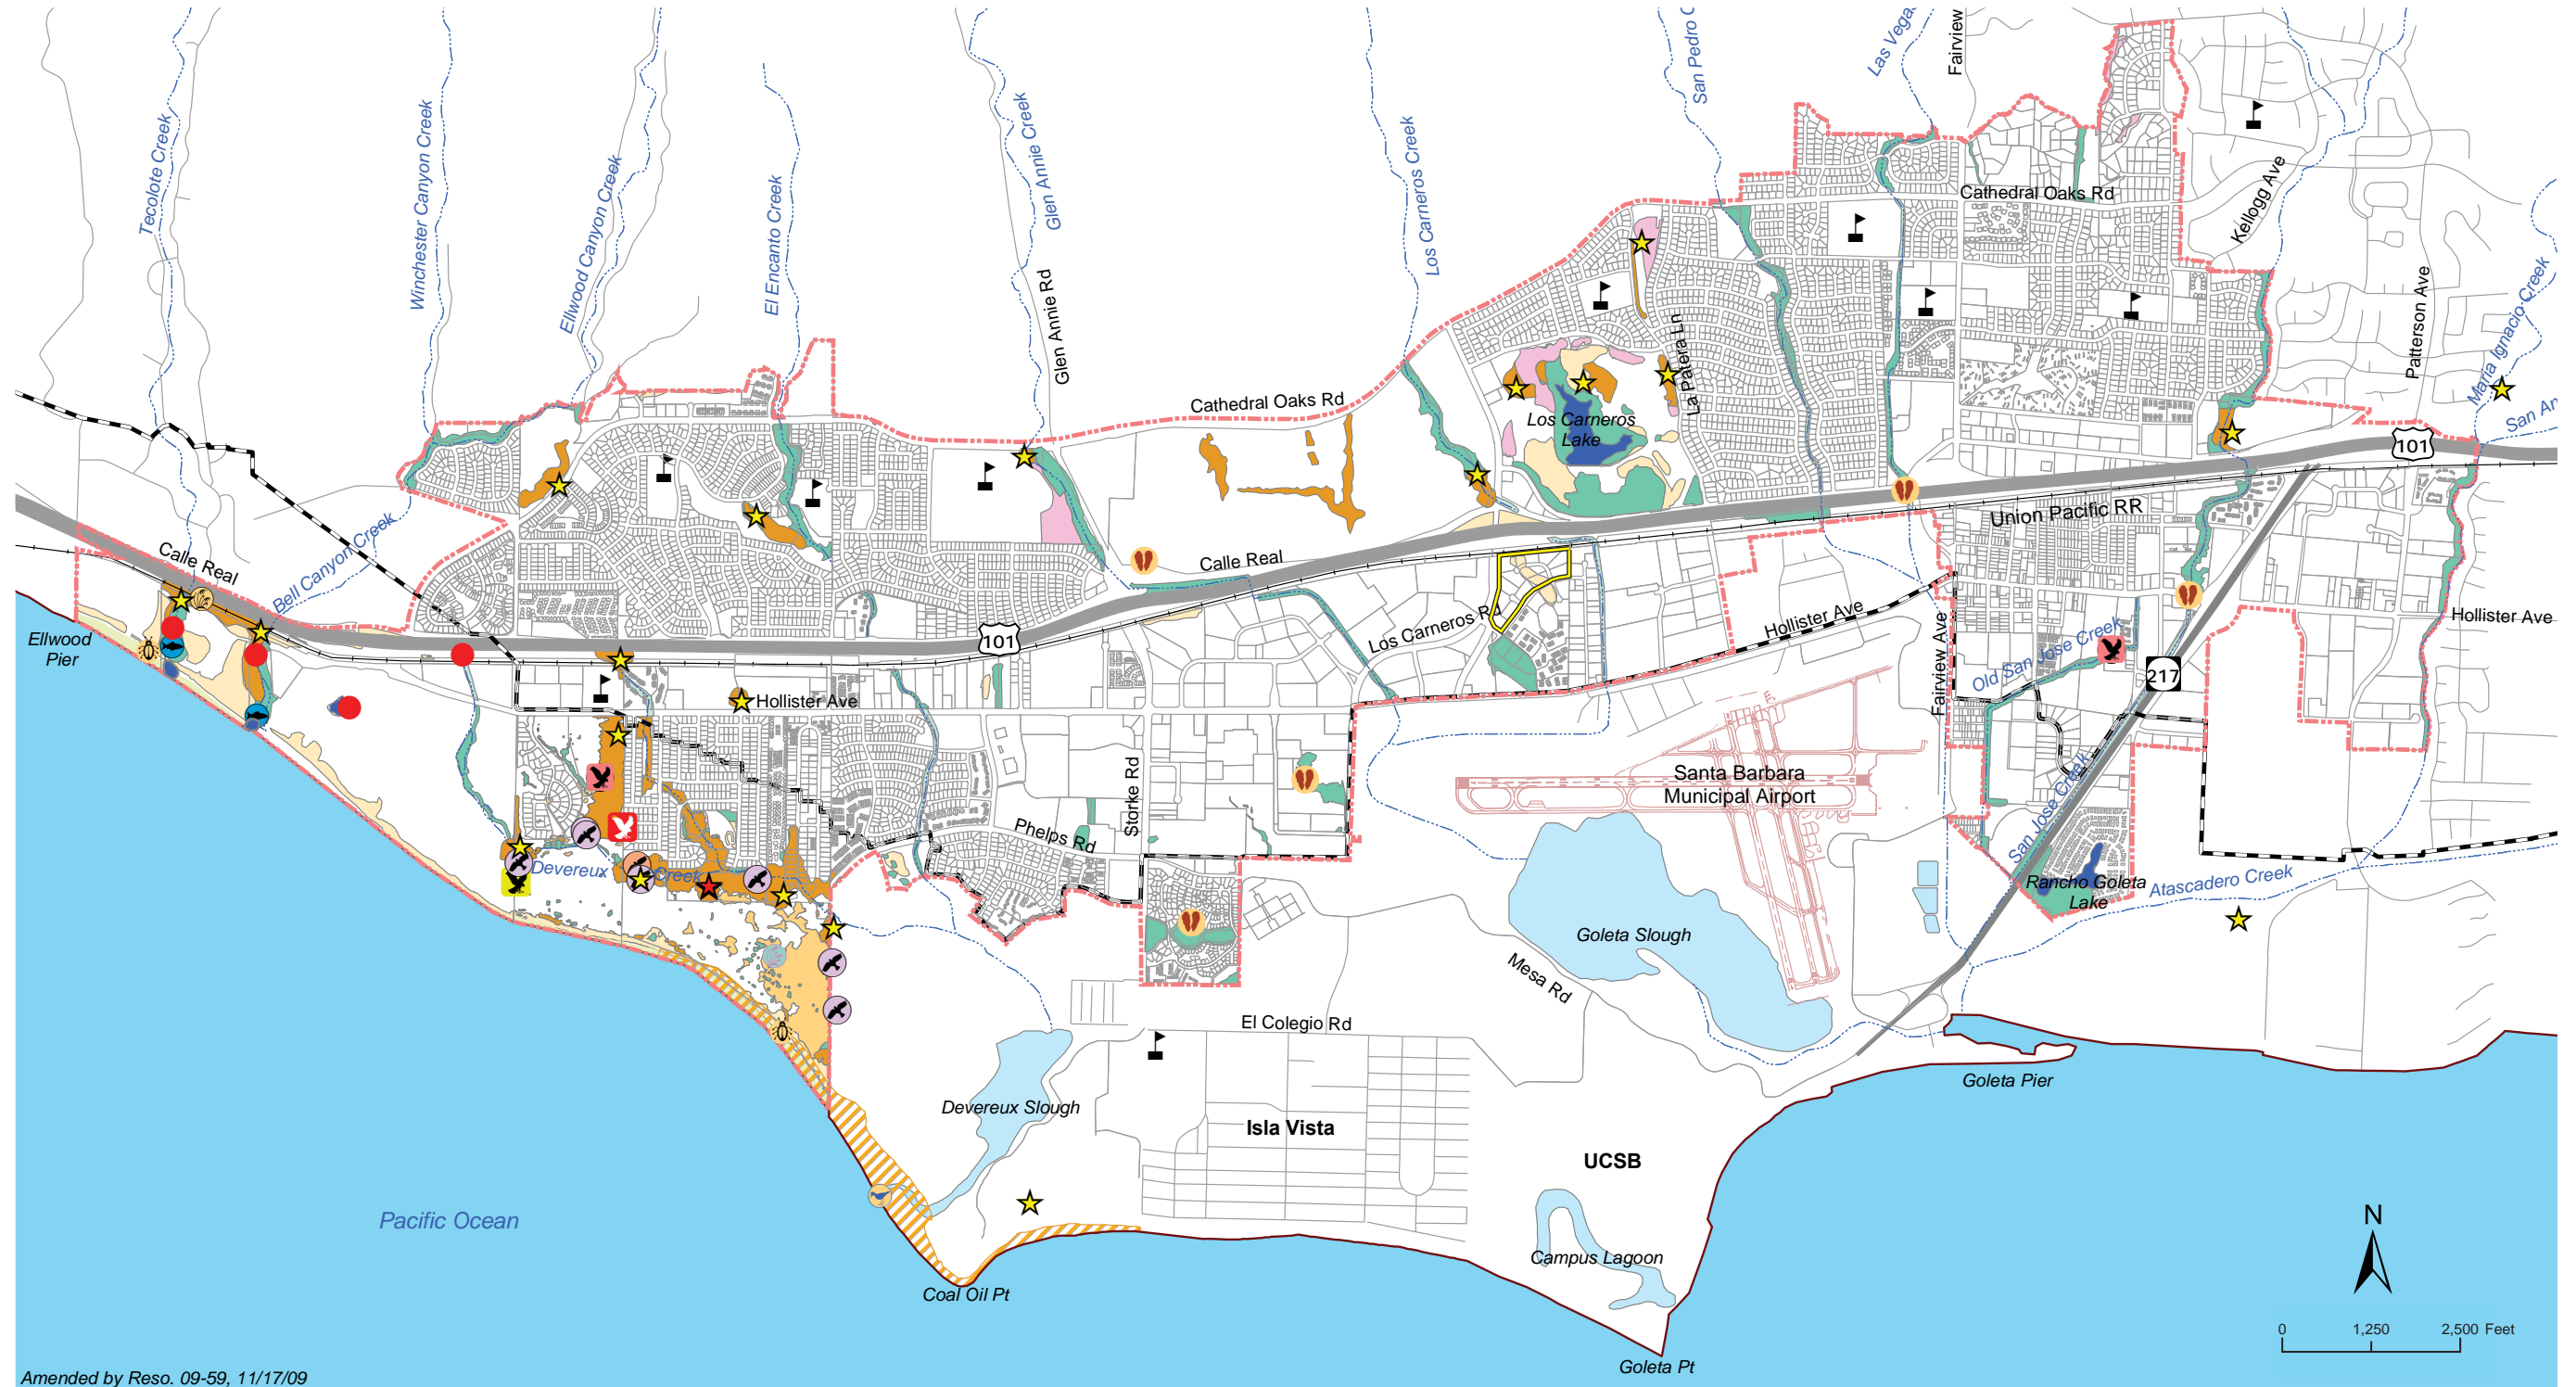 Tecolote Creek
Winchester Canyon Creek
Ellwood Canyon Creek
El Encanto Creek
Glen Annie Creek
Glen Annie Rd
Los Carneros Creek
San Pedro C
Las Vegas
Fairview
Cathedral Oaks Rd
Kellogg Ave
Patterson Ave
Maria Ignacio Creek
San An
La Patera Ln
Los Carneros
Lake
Cathedral Oaks Rd
101
Union Pacific RR
Calle Real
Calle Real
Bell Canyon Creek
Ellwood
Pier
101
Los Carneros Rd
Hollister Ave
Hollister Ave
Fairview Ave
Old San Jose Creek
217
Hollister Ave
Storke Rd
Santa Barbara
Municipal Airport
Phelps Rd
San Jose Creek
Devereux Creek
Rancho Goleta
Lake
Atascadero Creek
Goleta Slough
Mesa Rd
El Colegio Rd
Goleta Pier
Devereux Slough
Isla Vista
UCSB
Pacific Ocean
Campus Lagoon
N
Coal Oil Pt
0 1,250 2,500 Feet
Goleta Pt
Amended by Reso. 09-59, 11/17/09